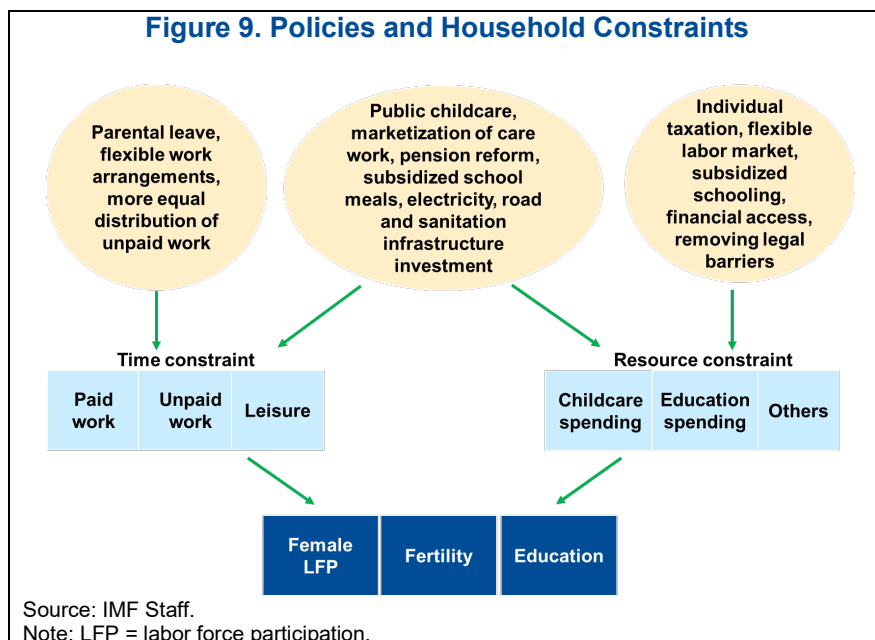 Figure 9. Policies and Household Constraints
Parental leave,
flexible work
arrangements,
more equal
distribution of
unpaid work
Public childcare,
marketization of care
work, pension reform,
subsidized school
meals, electricity, road
and sanitation
infrastructure
investment
Individual
taxation, flexible
labor market,
subsidized
schooling,
financial access,
removing legal
barriers
Time constraint
Paid
work
Unpaid
work
Leisure
Resource constraint
Childcare
spending
Education
spending
Others
Female
LFP
Fertility
Education
Source: IMF Staff.
Note: LFP = labor force participation.